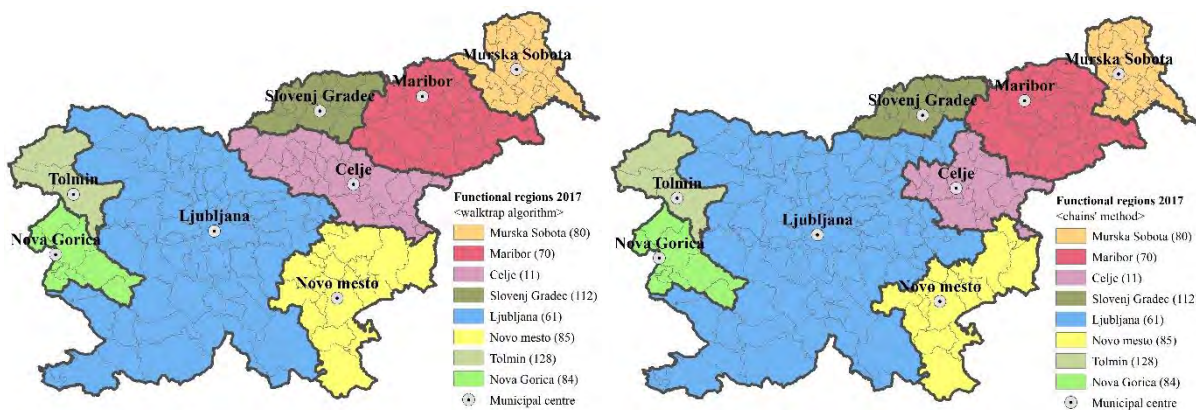 Murska Sobota
Maribor
Slovenj Gradec
Celje
Tolmin
Ljubljana
Nova Gorica
Novo mesto
Functional regions 2017
<walktrap algorithm>
Murska Sobota (80)
Maribor (70)
Celje (11)
Slovenj Gradec (112)
Ljubljana (61)
Novo mesto (85)
Tolmin (128)
Nova Gorica (84)
Municipal centre
Murska Sobota
Maribor
Slovenj Gradec
Celje
Tolmin
Ljubljana
Nova Gorica
Novo mesto
Functional regions 2017
<chains' method>
Murska Sobota (80)
Maribor (70)
Celje (11)
Slovenj Gradec (112
Ljubljana (61)
Novo mesto (85)
Tolmin (128)
Nova Gorica (84)
Municipal centre